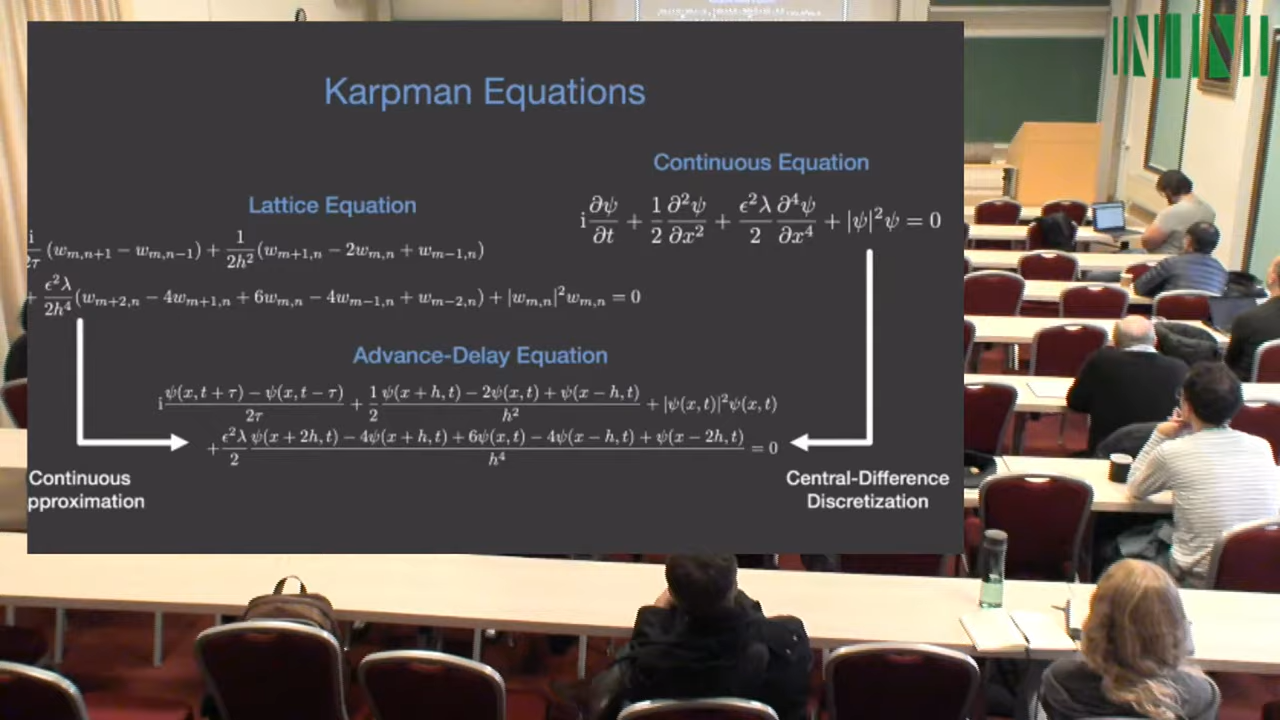 Karpman Equations
Continuous Equation
i ∂ψ/∂t + 1/2 ∂²ψ/∂x² + ϵ²λ/2 ∂⁴ψ/∂x⁴ + |ψ|²ψ = 0
Lattice Equation
i/2τ (w_{m,n+1} − w_{m,n−1}) + 1/2h² (w_{m+1,n} − 2w_{m,n} + w_{m−1,n})
+ ϵ²λ/2h⁴ (w_{m+2,n} − 4w_{m+1,n} + 6w_{m,n} − 4w_{m−1,n} + w_{m−2,n}) + |w_{m,n}|² w_{m,n} = 0
Advance-Delay Equation
i (ψ(x, t + τ) − ψ(x, t − τ))/2τ + 1/2 (ψ(x + h, t) − 2ψ(x, t) + ψ(x − h, t))/h² + |ψ(x, t)|²ψ(x, t)
+ ϵ²λ/2 (ψ(x + 2h, t) − 4ψ(x + h, t) + 6ψ(x, t) − 4ψ(x − h, t) + ψ(x − 2h, t))/h⁴ = 0
Continuous
pproximation
Central-Difference
Discretization